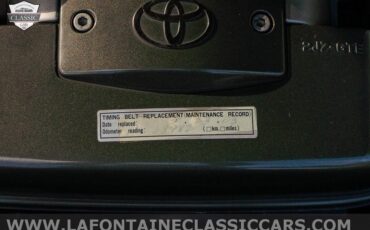 CLASSIC
2JZ-GTE
TIMING BELT REPLACEMENT MAINTENANCE RECORD
Date replaced
Odometer reading (□km,□miles)
WWW.LAFONTAINECLASSICCARS.COM